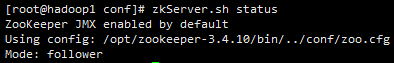 [root@hadoop1 conf]# zkServer.sh status
ZooKeeper JMX enabled by default
Using config: /opt/zookeeper-3.4.10/bin/../conf/zoo.cfg
Mode: follower